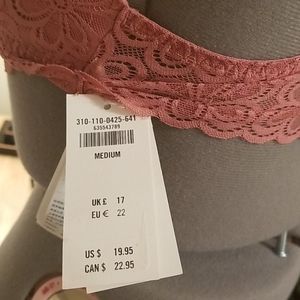 310-110-0425-641
635543789
MEDIUM
UK £ 17
EU € 22
US $ 19.95
CAN $ 22.95